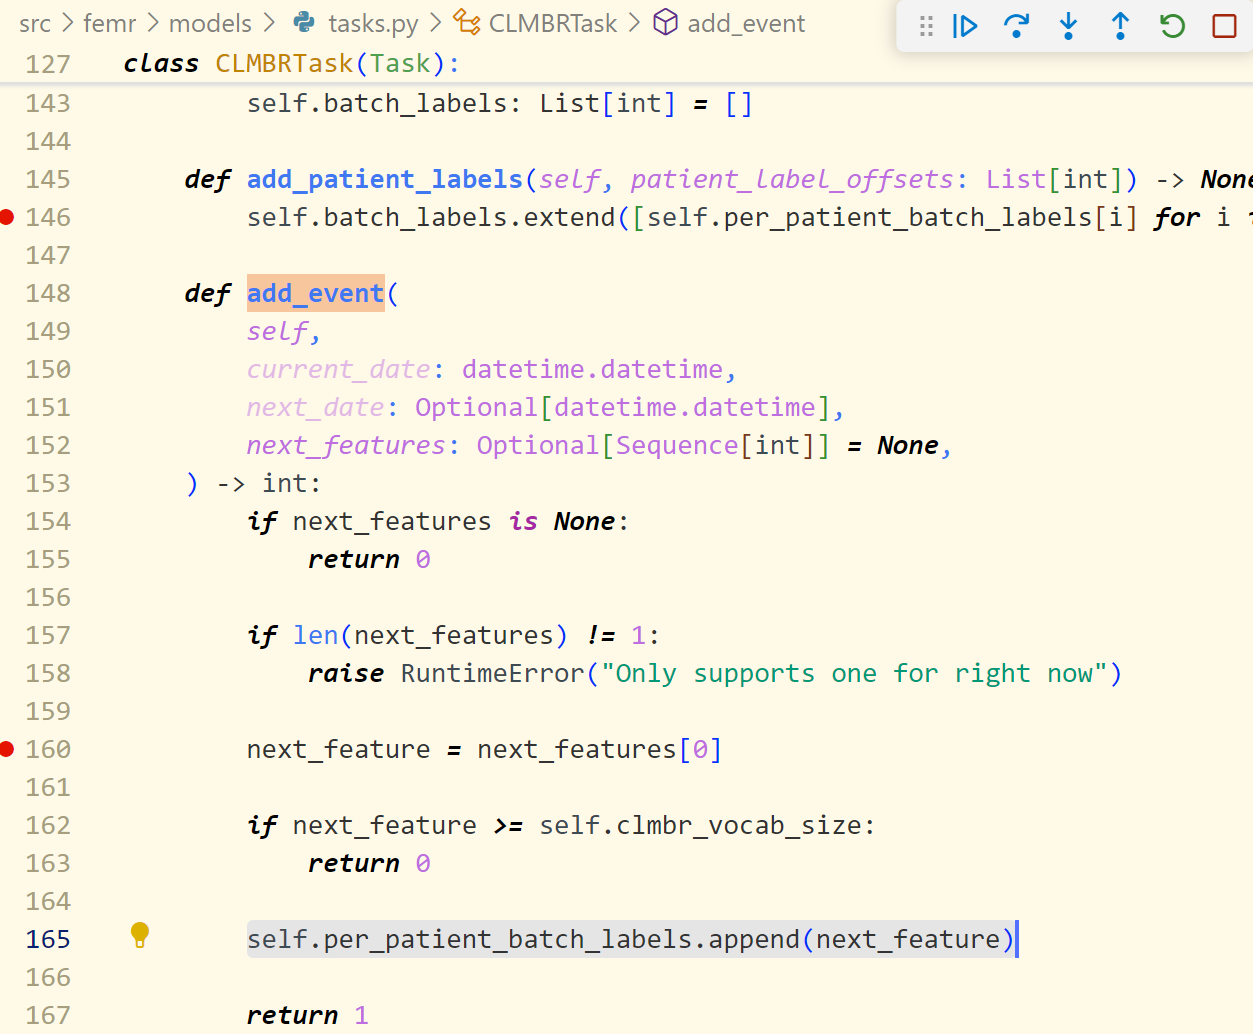 src > femr > models > tasks.py > CLMBRTask > add_event
127 class CLMBRTask(Task):
143 self.batch_labels: List[int] = []
144
145 def add_patient_labels(self, patient_label_offsets: List[int]) -> None
146 self.batch_labels.extend([self.per_patient_batch_labels[i] for i
147
148 def add_event(
149 self,
150 current_date: datetime.datetime,
151 next_date: Optional[datetime.datetime],
152 next_features: Optional[Sequence[int]] = None,
153 ) -> int:
154 if next_features is None:
155 return 0
156
157 if len(next_features) != 1:
158 raise RuntimeError("Only supports one for right now")
159
160 next_feature = next_features[0]
161
162 if next_feature >= self.clmbr_vocab_size:
163 return 0
164
165 self.per_patient_batch_labels.append(next_feature)
166
167 return 1